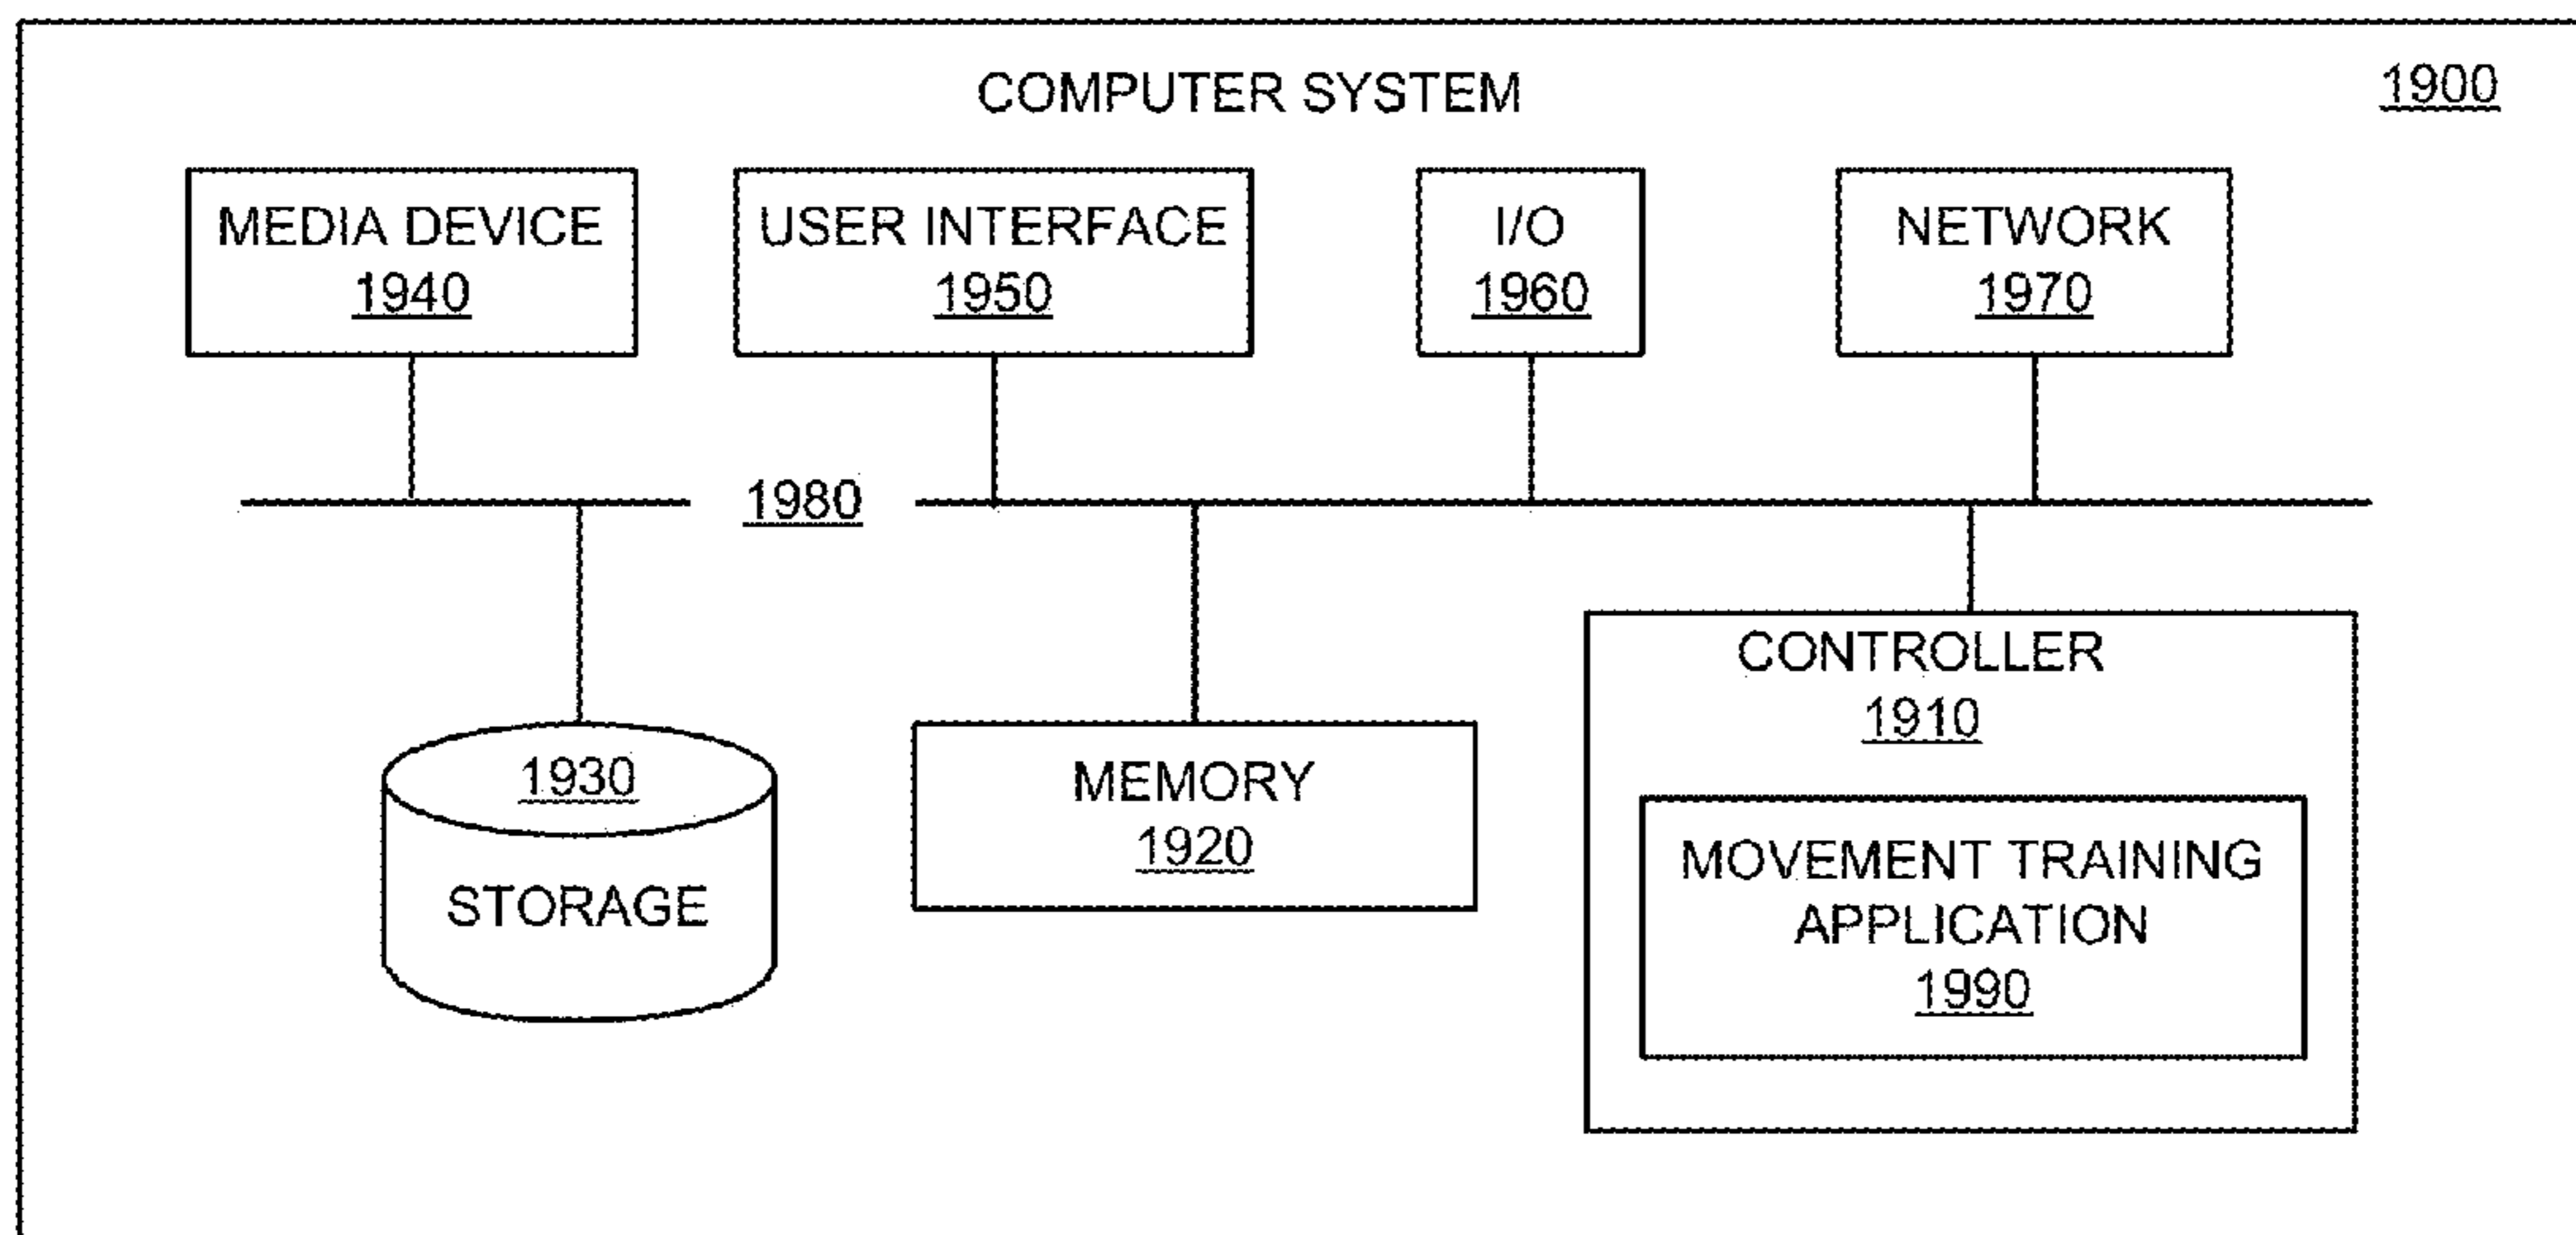 COMPUTER SYSTEM
1900
MEDIA DEVICE
1940
USER INTERFACE
1950
I/O
1960
NETWORK
1970
1980
1930
STORAGE
MEMORY
1920
CONTROLLER
1910
MOVEMENT TRAINING
APPLICATION
1990